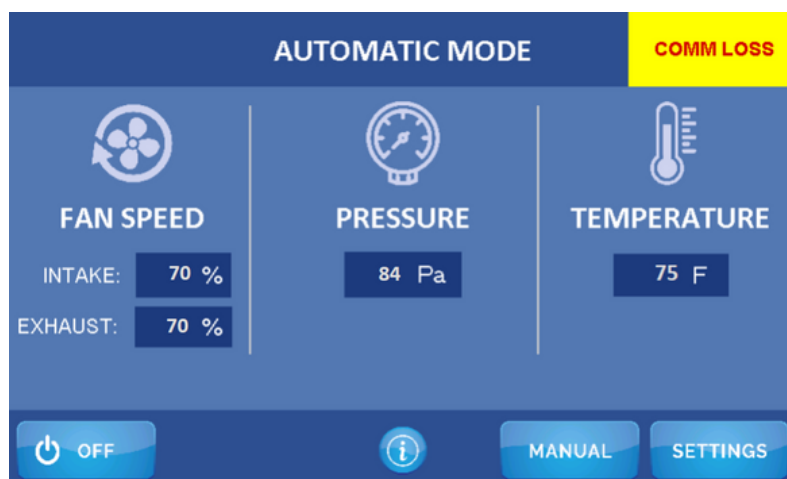 AUTOMATIC MODE
COMM LOSS
FAN SPEED
INTAKE: 70 %
EXHAUST: 70 %
PRESSURE
84 Pa
TEMPERATURE
75 F
OFF
i
MANUAL
SETTINGS